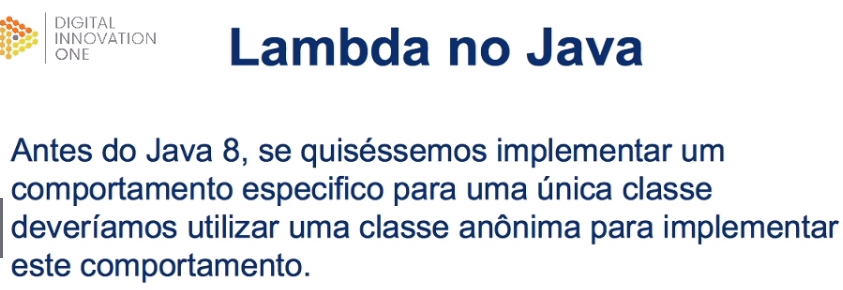 DIGITAL
INNOVATION
ONE
Lambda no Java
Antes do Java 8, se quiséssemos implementar um
comportamento especifico para uma única classe
deveríamos utilizar uma classe anônima para implementar
este comportamento.